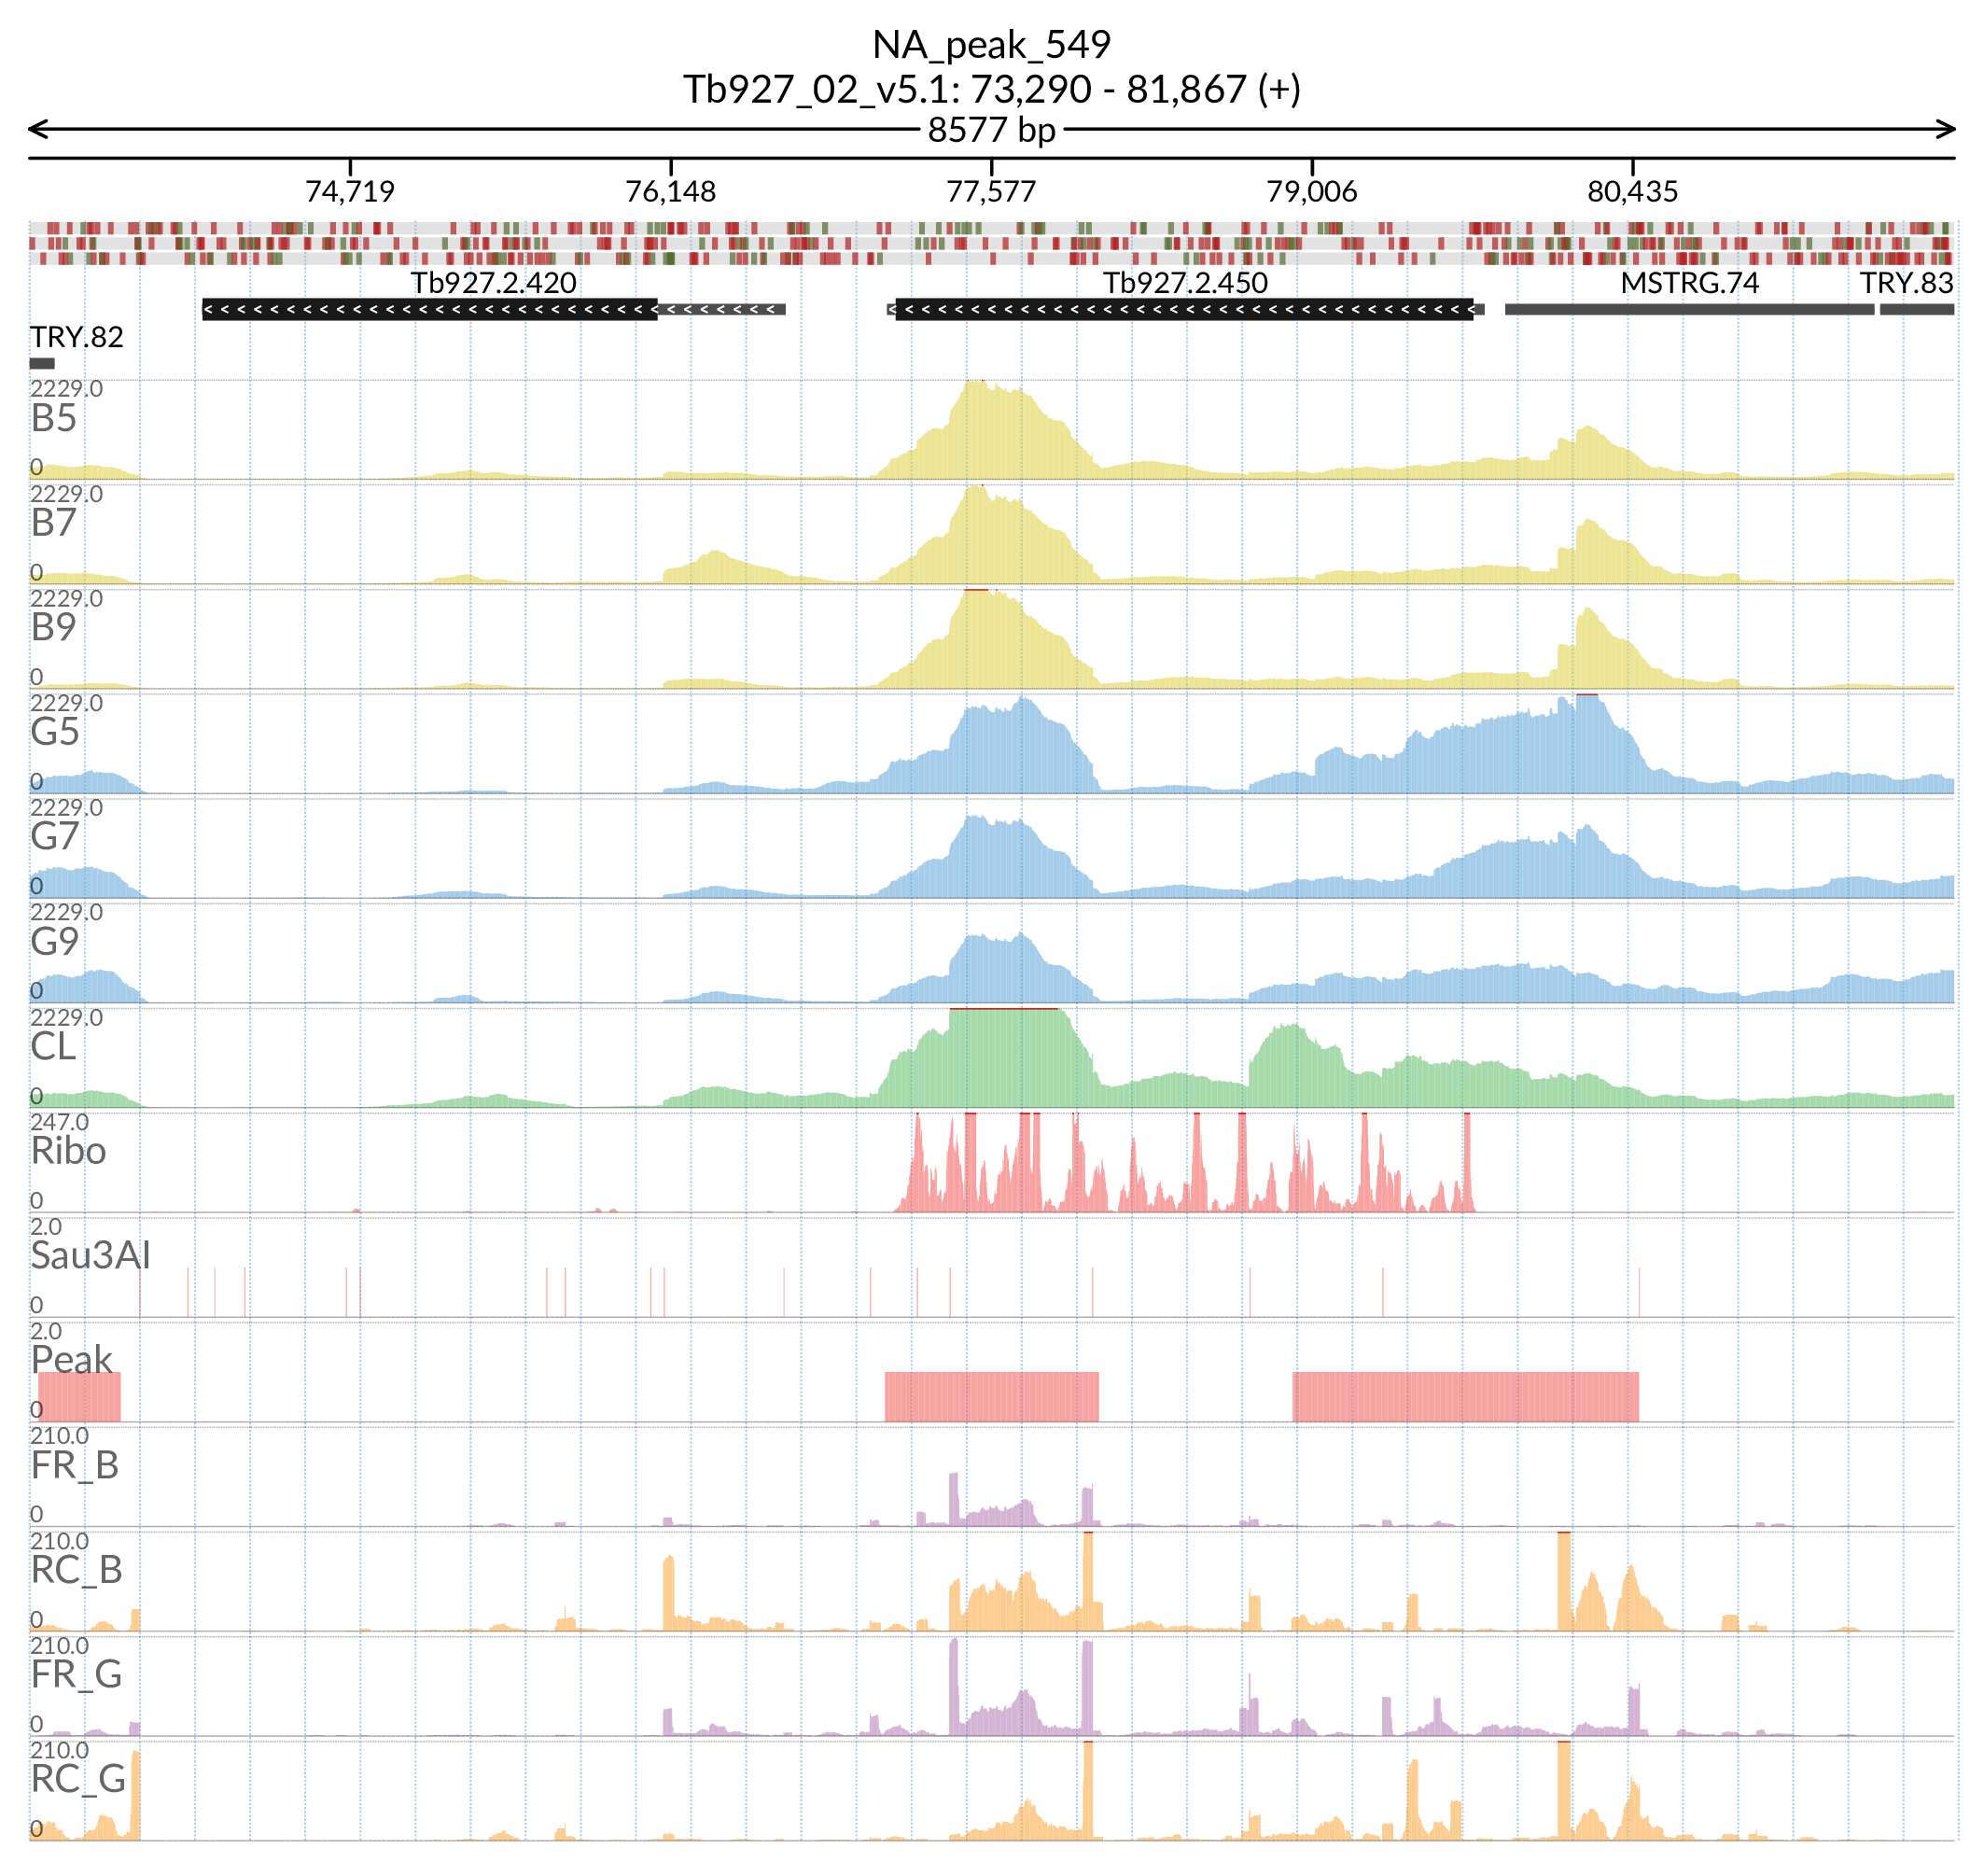 NA_peak_549
Tb927_02_v5.1: 73,290 - 81,867 (+)
8577 bp
74,719 76,148 77,577 79,006 80,435
Tb927.2.420 Tb927.2.450 MSTRG.74 TRY.83
TRY.82
2229.0
B5
0
2229.0
B7
0
2229.0
B9
0
2229.0
G5
0
2229.0
G7
0
2229.0
G9
0
2229.0
CL
0
247.0
Ribo
0
2.0
Sau3AI
0
2.0
Peak
0
210.0
FR_B
0
210.0
RC_B
0
210.0
FR_G
0
210.0
RC_G
0